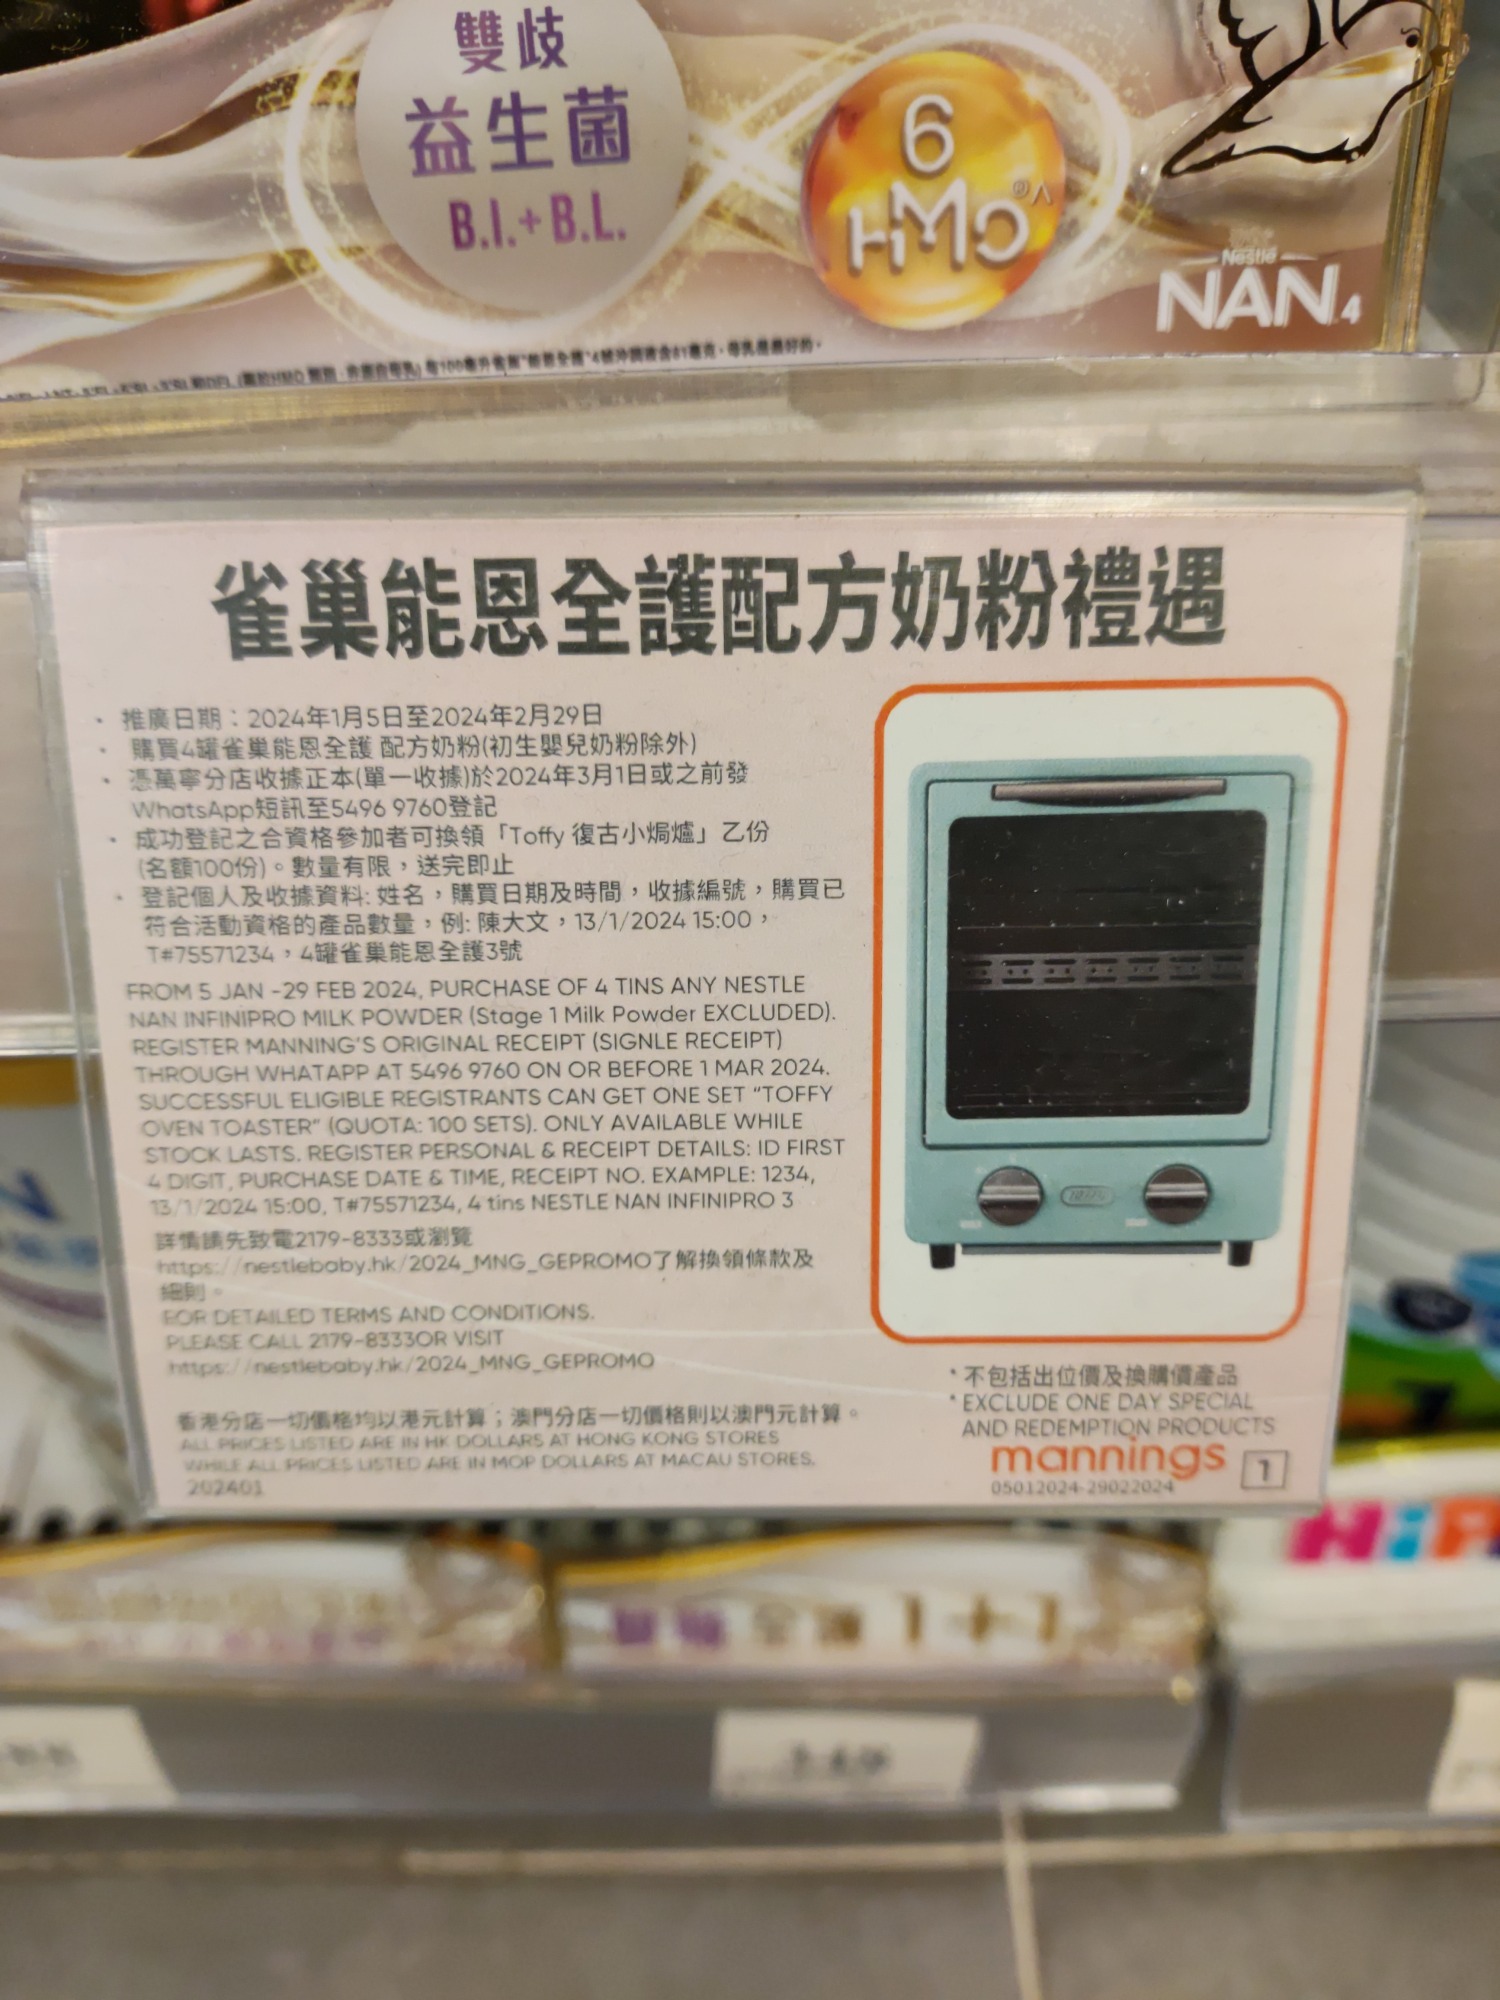 雙歧
益生菌
B.I.+B.L.
6
HMO
Nestlé
NAN 4
雀巢能恩全護配方奶粉禮遇
· 推廣日期：2024年1月5日至2024年2月29日
· 購買4罐雀巢能恩全護 配方奶粉(初生嬰兒奶粉除外)
· 憑萬寧分店收據正本(單一收據)於2024年3月1日或之前發
WhatsApp短訊至5496 9760登記
· 成功登記之合資格參加者可換領「Toffy 復古小焗爐」乙份
(名額100份)。數量有限，送完即止
· 登記個人及收據資料: 姓名，購買日期及時間，收據編號，購買已
符合活動資格的產品數量，例: 陳大文，13/1/2024 15:00，
T#75571234，4罐雀巢能恩全護3號
FROM 5 JAN -29 FEB 2024, PURCHASE OF 4 TINS ANY NESTLE
NAN INFINIPRO MILK POWDER (Stage 1 Milk Powder EXCLUDED).
REGISTER MANNING'S ORIGINAL RECEIPT (SIGNLE RECEIPT)
THROUGH WHATAPP AT 5496 9760 ON OR BEFORE 1 MAR 2024.
SUCCESSFUL ELIGIBLE REGISTRANTS CAN GET ONE SET "TOFFY
OVEN TOASTER" (QUOTA: 100 SETS). ONLY AVAILABLE WHILE
STOCK LASTS. REGISTER PERSONAL & RECEIPT DETAILS: ID FIRST
4 DIGIT, PURCHASE DATE & TIME, RECEIPT NO. EXAMPLE: 1234,
13/1/2024 15:00, T#75571234, 4 tins NESTLE NAN INFINIPRO 3
詳情請先致電2179-8333或瀏覽
https://nestlebaby.hk/2024_MNG_GEPROMO了解換領條款及
細則。
FOR DETAILED TERMS AND CONDITIONS.
PLEASE CALL 2179-8333OR VISIT
https://nestlebaby.hk/2024_MNG_GEPROMO
香港分店一切價格均以港元計算；澳門分店一切價格則以澳門元計算。
ALL PRICES LISTED ARE IN HK DOLLARS AT HONG KONG STORES
WHILE ALL PRICES LISTED ARE IN MOP DOLLARS AT MACAU STORES.
202401
*不包括出位價及換購價產品
*EXCLUDE ONE DAY SPECIAL
AND REDEMPTION PRODUCTS
mannings 1
05012024-29022024